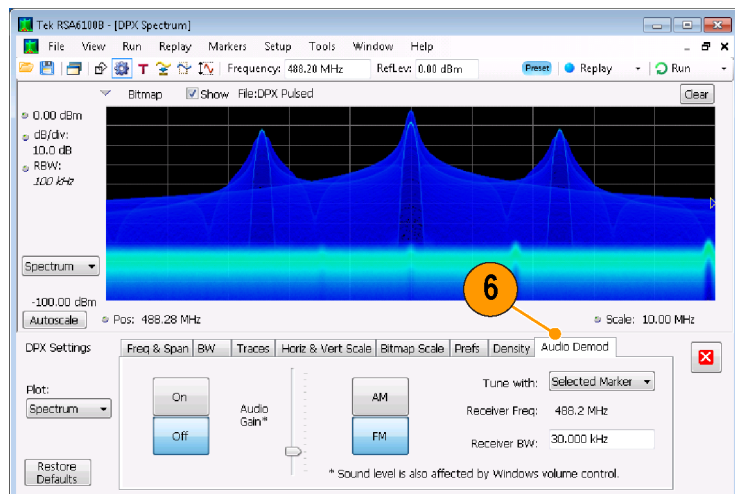 Tek RSA6100B - [DPX Spectrum]
File View Run Replay Markers Setup Tools Window Help
T Frequency: 488.20 MHz RefLev: 0.00 dBm Preset Replay Run
Bitmap Show File:DPX Pulsed Clear
0.00 dBm
dB/div:
10.0 dB
RBW:
100 kHz
Spectrum
-100.00 dBm
Autoscale Pos: 488.28 MHz Scale: 10.00 MHz
6
DPX Settings Freq & Span BW Traces Horiz & Vert Scale Bitmap Scale Prefs Density Audio Demod
Plot:
Spectrum
Restore
Defaults
On
Off
Audio
Gain*
AM
FM
Tune with: Selected Marker
Receiver Freq: 488.2 MHz
Receiver BW: 30.000 kHz
* Sound level is also affected by Windows volume control.